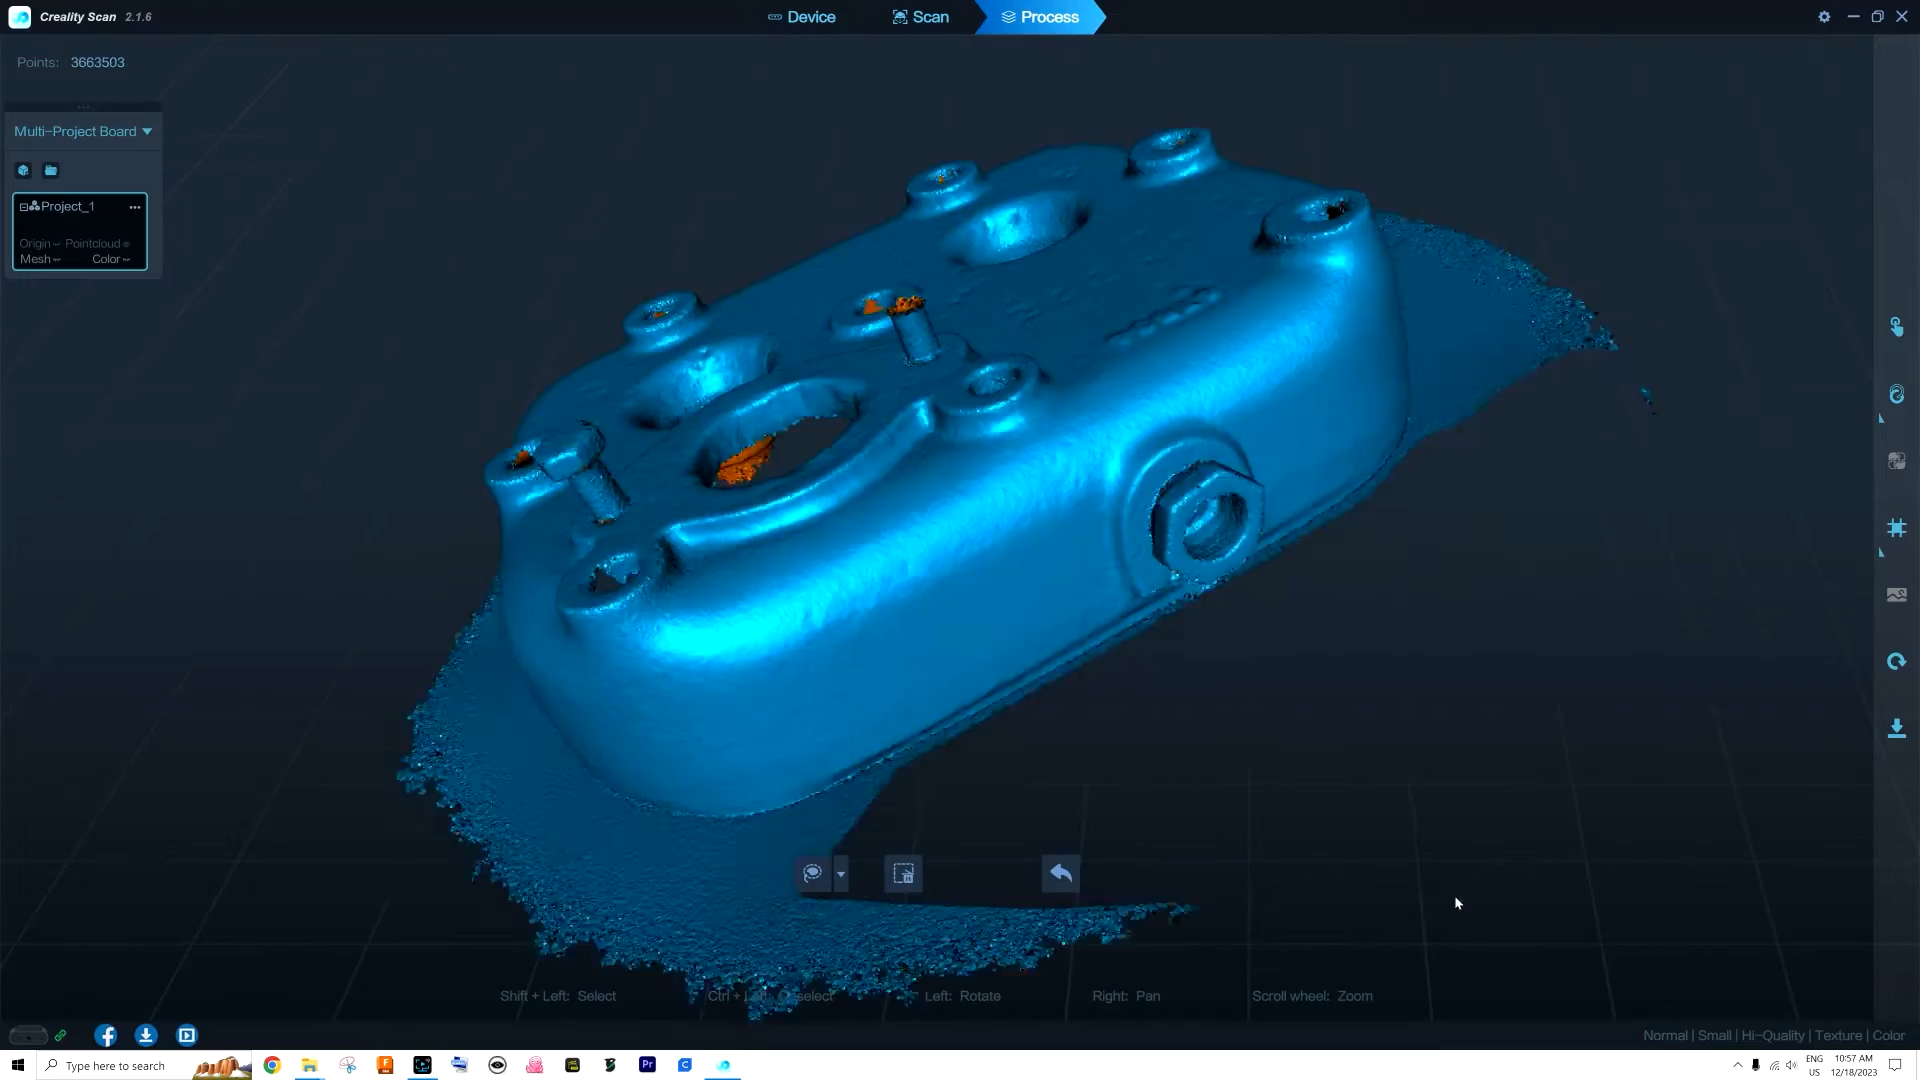 Creality Scan 2.1.6
Device
Scan
Process
Points: 3663503
Multi-Project Board
Project_1
Origin Pointcloud
Mesh Color
Shift + Left: Select
Left: Rotate
Right: Pan
Scroll wheel: Zoom
Normal | Small | Hi-Quality | Texture | Color
Type here to search
F
Pr
C
ENG
US
10:57 AM
12/18/2023